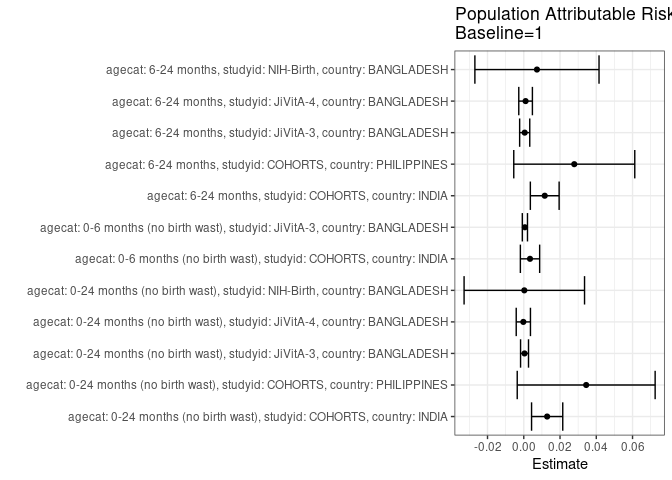 Population Attributable Risk
Baseline=1
agecat: 6-24 months, studyid: NIH-Birth, country: BANGLADESH
agecat: 6-24 months, studyid: JiVitA-4, country: BANGLADESH
agecat: 6-24 months, studyid: JiVitA-3, country: BANGLADESH
agecat: 6-24 months, studyid: COHORTS, country: PHILIPPINES
agecat: 6-24 months, studyid: COHORTS, country: INDIA
agecat: 0-6 months (no birth wast), studyid: JiVitA-3, country: BANGLADESH
agecat: 0-6 months (no birth wast), studyid: COHORTS, country: INDIA
agecat: 0-24 months (no birth wast), studyid: NIH-Birth, country: BANGLADESH
agecat: 0-24 months (no birth wast), studyid: JiVitA-4, country: BANGLADESH
agecat: 0-24 months (no birth wast), studyid: JiVitA-3, country: BANGLADESH
agecat: 0-24 months (no birth wast), studyid: COHORTS, country: PHILIPPINES
agecat: 0-24 months (no birth wast), studyid: COHORTS, country: INDIA
-0.02 0.00 0.02 0.04 0.06
Estimate